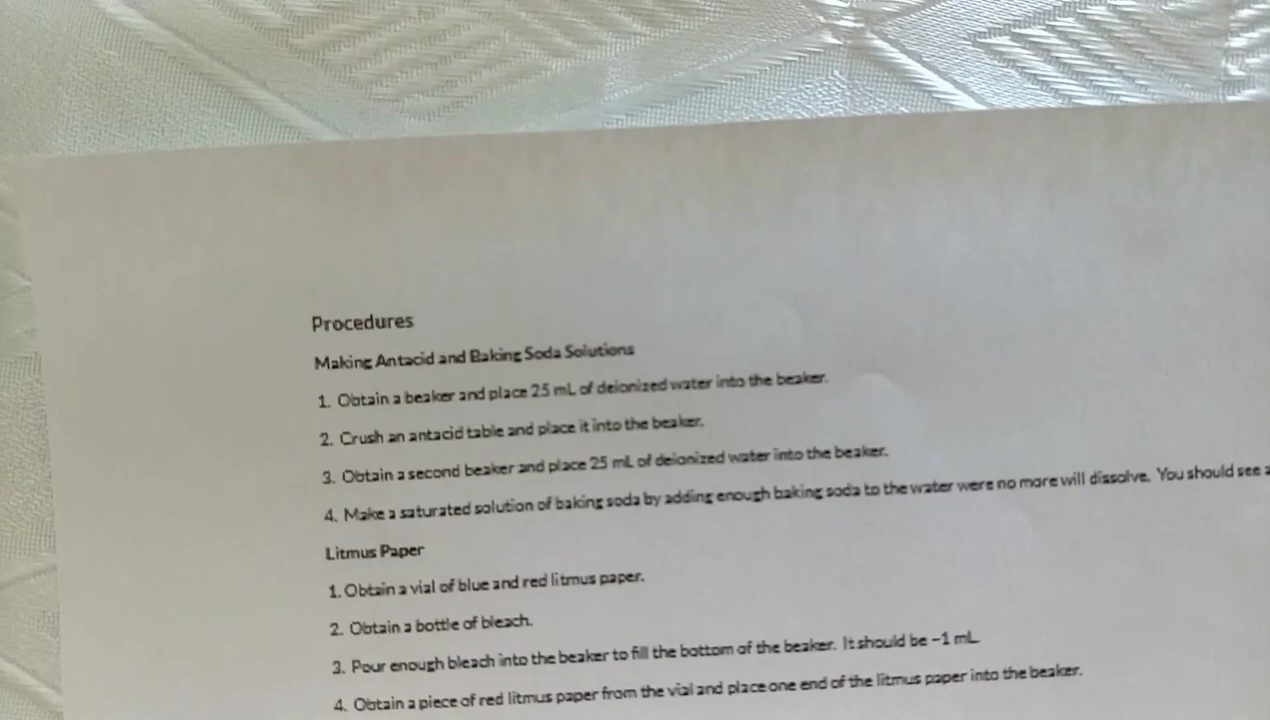 Procedures
Making Antacid and Baking Soda Solutions
1. Obtain a beaker and place 25 mL of deionized water into the beaker.
2. Crush an antacid table and place it into the beaker.
3. Obtain a second beaker and place 25 mL of deionized water into the beaker.
4. Make a saturated solution of baking soda by adding enough baking soda to the water were no more will dissolve. You should see a
Litmus Paper
1. Obtain a vial of blue and red litmus paper.
2. Obtain a bottle of bleach.
3. Pour enough bleach into the beaker to fill the bottom of the beaker. It should be ~1 mL
4. Obtain a piece of red litmus paper from the vial and place one end of the litmus paper into the beaker.